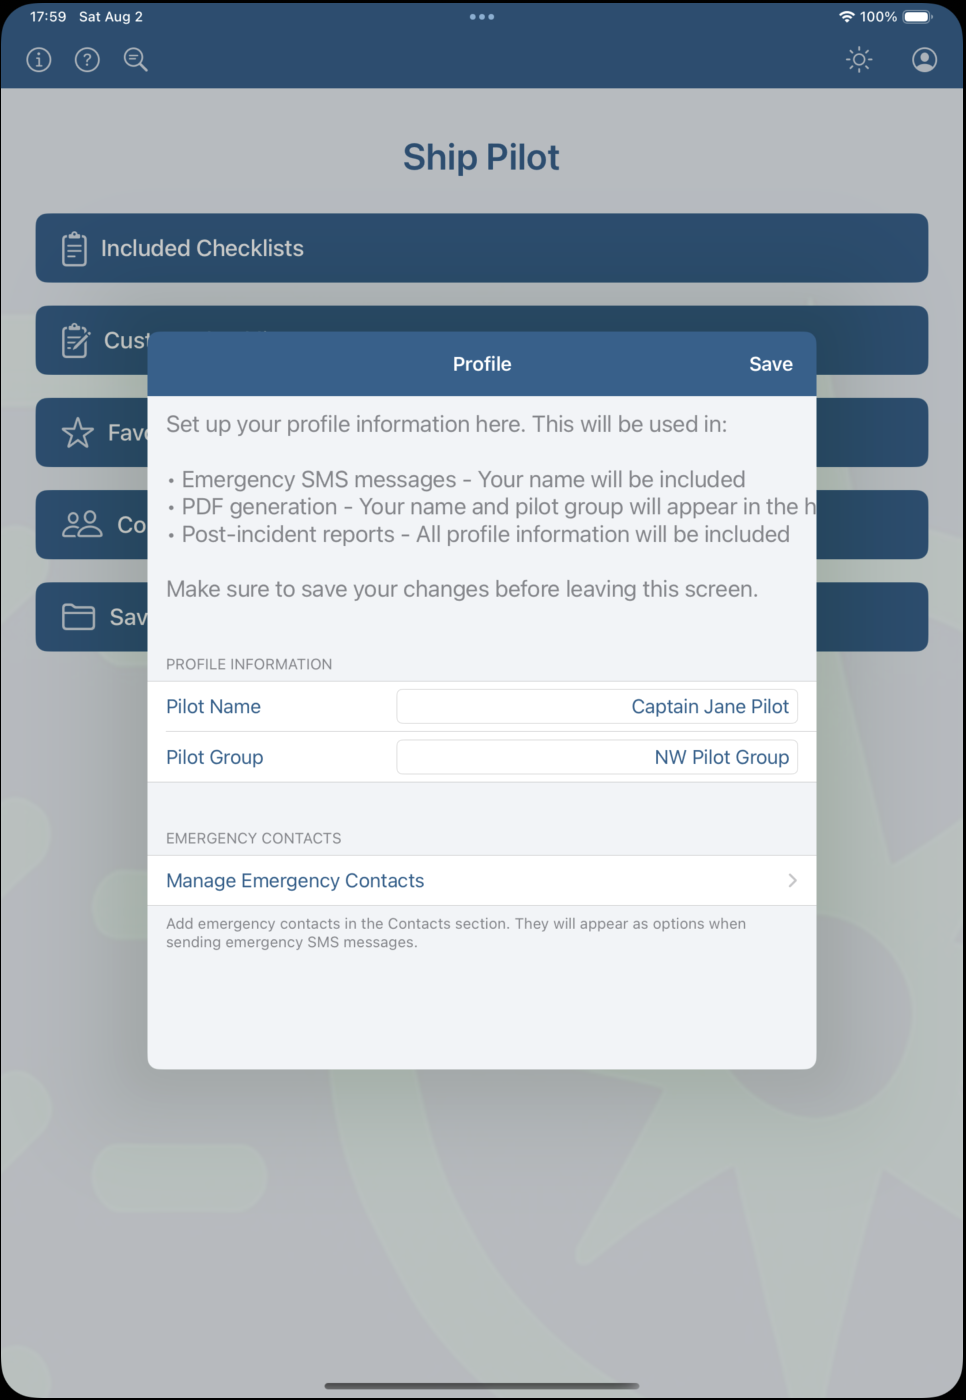 17:59 Sat Aug 2
100%
Ship Pilot
Included Checklists
Cust
Profile
Save
Set up your profile information here. This will be used in:
• Emergency SMS messages - Your name will be included
• PDF generation - Your name and pilot group will appear in the h
• Post-incident reports - All profile information will be included
Make sure to save your changes before leaving this screen.
Favo
Co
Sav
PROFILE INFORMATION
Pilot Name Captain Jane Pilot
Pilot Group NW Pilot Group
EMERGENCY CONTACTS
Manage Emergency Contacts
Add emergency contacts in the Contacts section. They will appear as options when
sending emergency SMS messages.